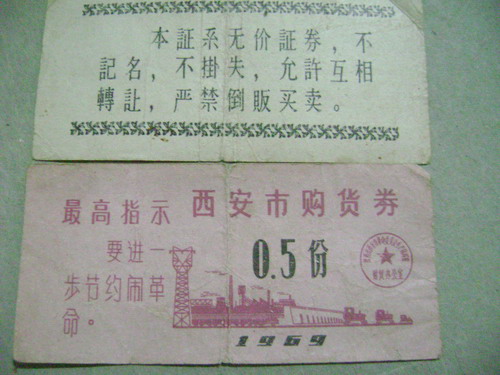 本証系无价証券，不
記名，不掛失，允許互相
轉訨，严禁倒販买卖。
最高指示
西安市购货券
要进一
步节约闹革
命。
0.5份
1969